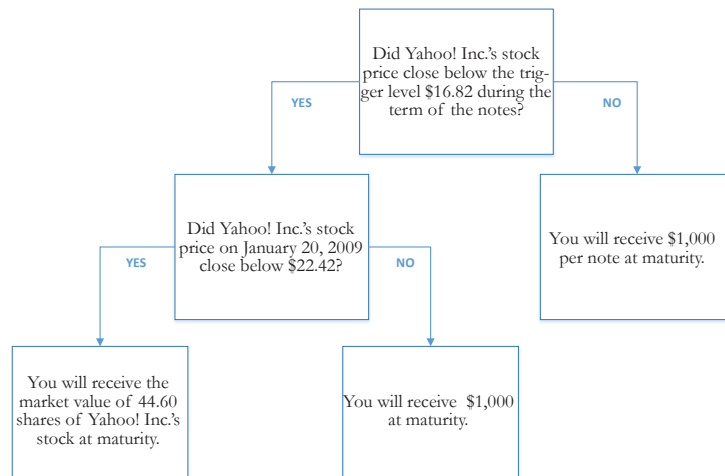 Did Yahoo! Inc.'s stock
price close below the trig-
ger level $16.82 during the
term of the notes?
YES
NO
Did Yahoo! Inc.'s stock
price on January 20, 2009
close below $22.42?
You will receive $1,000
per note at maturity.
YES
NO
You will receive the
market value of 44.60
shares of Yahoo! Inc.'s
stock at maturity.
You will receive $1,000
at maturity.